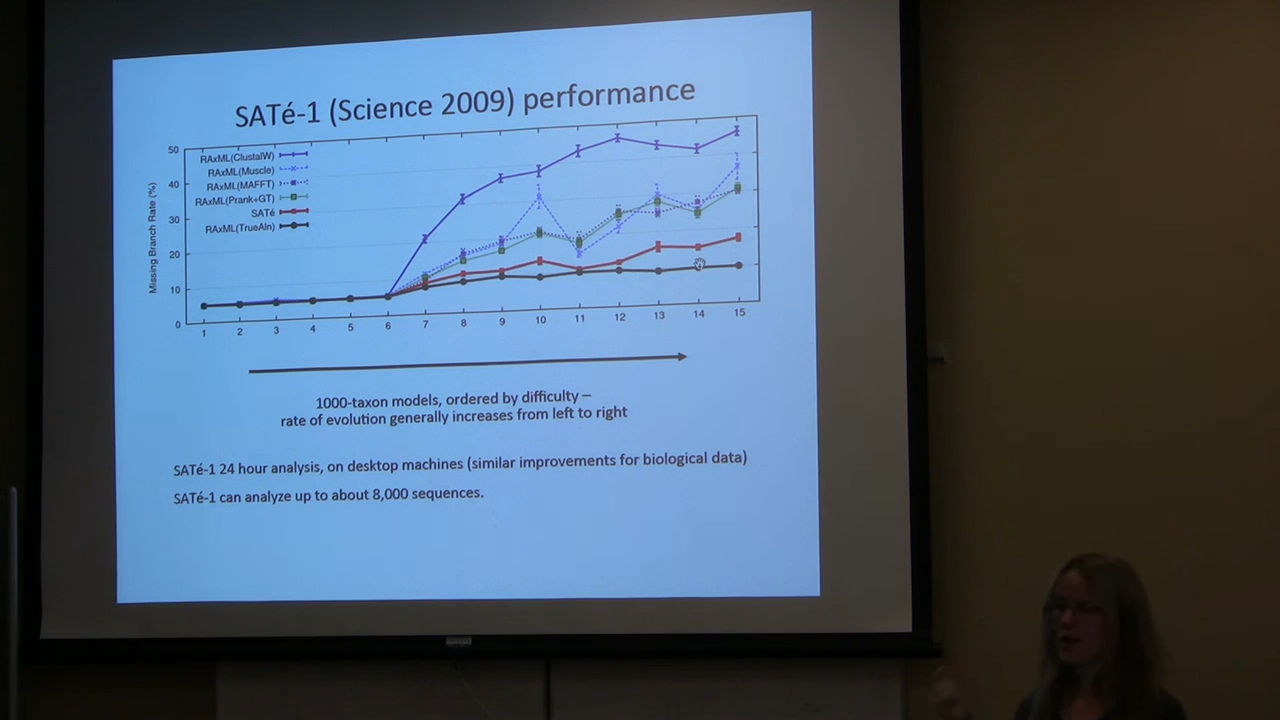 SATé-1 (Science 2009) performance
Missing Branch Rate (%)
50
40
30
20
10
0
RAxML(ClustalW)
RAxML(Muscle)
RAxML(MAFFT)
RAxML(Prank+GT)
SATé
RAxML(TrueAln)
1 2 3 4 5 6 7 8 9 10 11 12 13 14 15
1000-taxon models, ordered by difficulty –
rate of evolution generally increases from left to right
SATé-1 24 hour analysis, on desktop machines (similar improvements for biological data)
SATé-1 can analyze up to about 8,000 sequences.